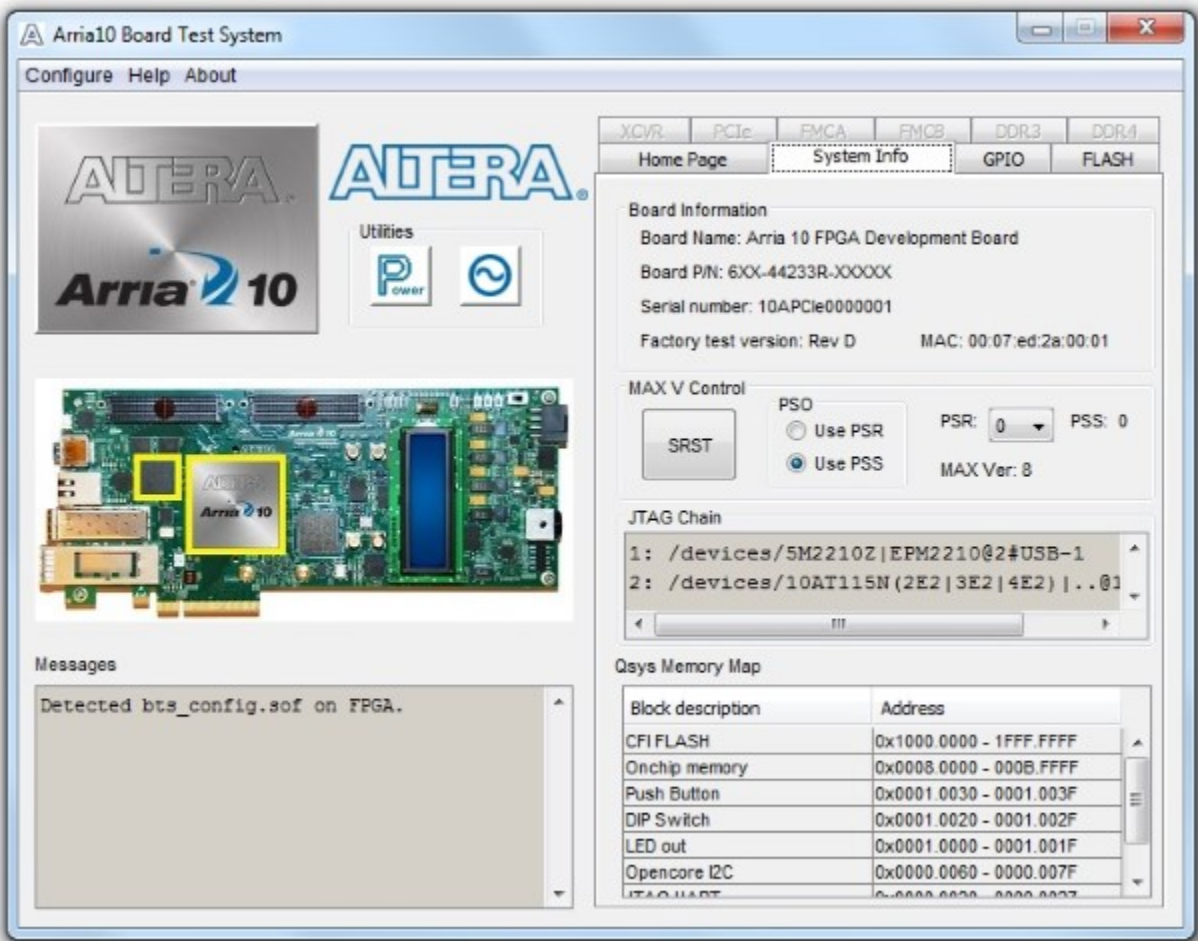 Arria10 Board Test System
Configure Help About
ALTERA
Arria 10
ALTERA
Utilities
Power
XCVR PCIe FMCA FMCB DDR3 DDR4
Home Page System Info GPIO FLASH
Board Information
Board Name: Arria 10 FPGA Development Board
Board P/N: 6XX-44233R-XXXXX
Serial number: 10APCIe0000001
Factory test version: Rev D MAC: 00:07:ed:2a:00:01
MAX V Control
SRST
PSO
Use PSR
Use PSS
PSR: 0 PSS: 0
MAX Ver: 8
JTAG Chain
1: /devices/5M2210Z|EPM2210@2#USB-1
2: /devices/10AT115N(2E2|3E2|4E2)|..@1
ALTERA
Arria 10
Messages
Detected bts_config.sof on FPGA.
Qsys Memory Map
Block description Address
CFI FLASH 0x1000.0000 - 1FFF.FFFF
Onchip memory 0x0008.0000 - 000B.FFFF
Push Button 0x0001.0030 - 0001.003F
DIP Switch 0x0001.0020 - 0001.002F
LED out 0x0001.0000 - 0001.001F
Opencore I2C 0x0000.0060 - 0000.007F